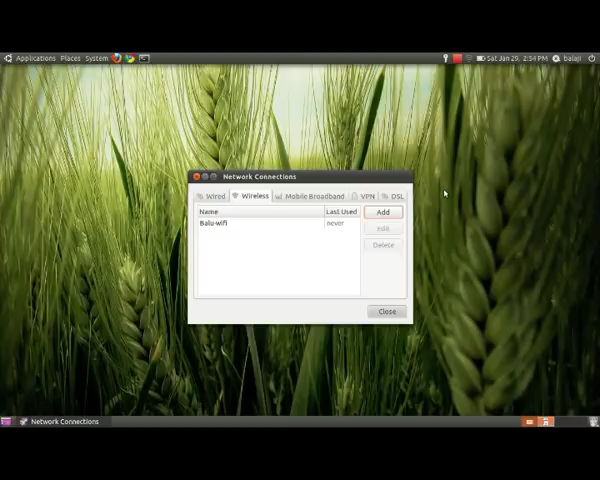 Applications Places System
Sat Jan 29, 2:54 PM balaji
Network Connections
Wired Wireless Mobile Broadband VPN DSL
Name Last Used
Balu-wifi never
Add
Edit
Delete
Close
Network Connections